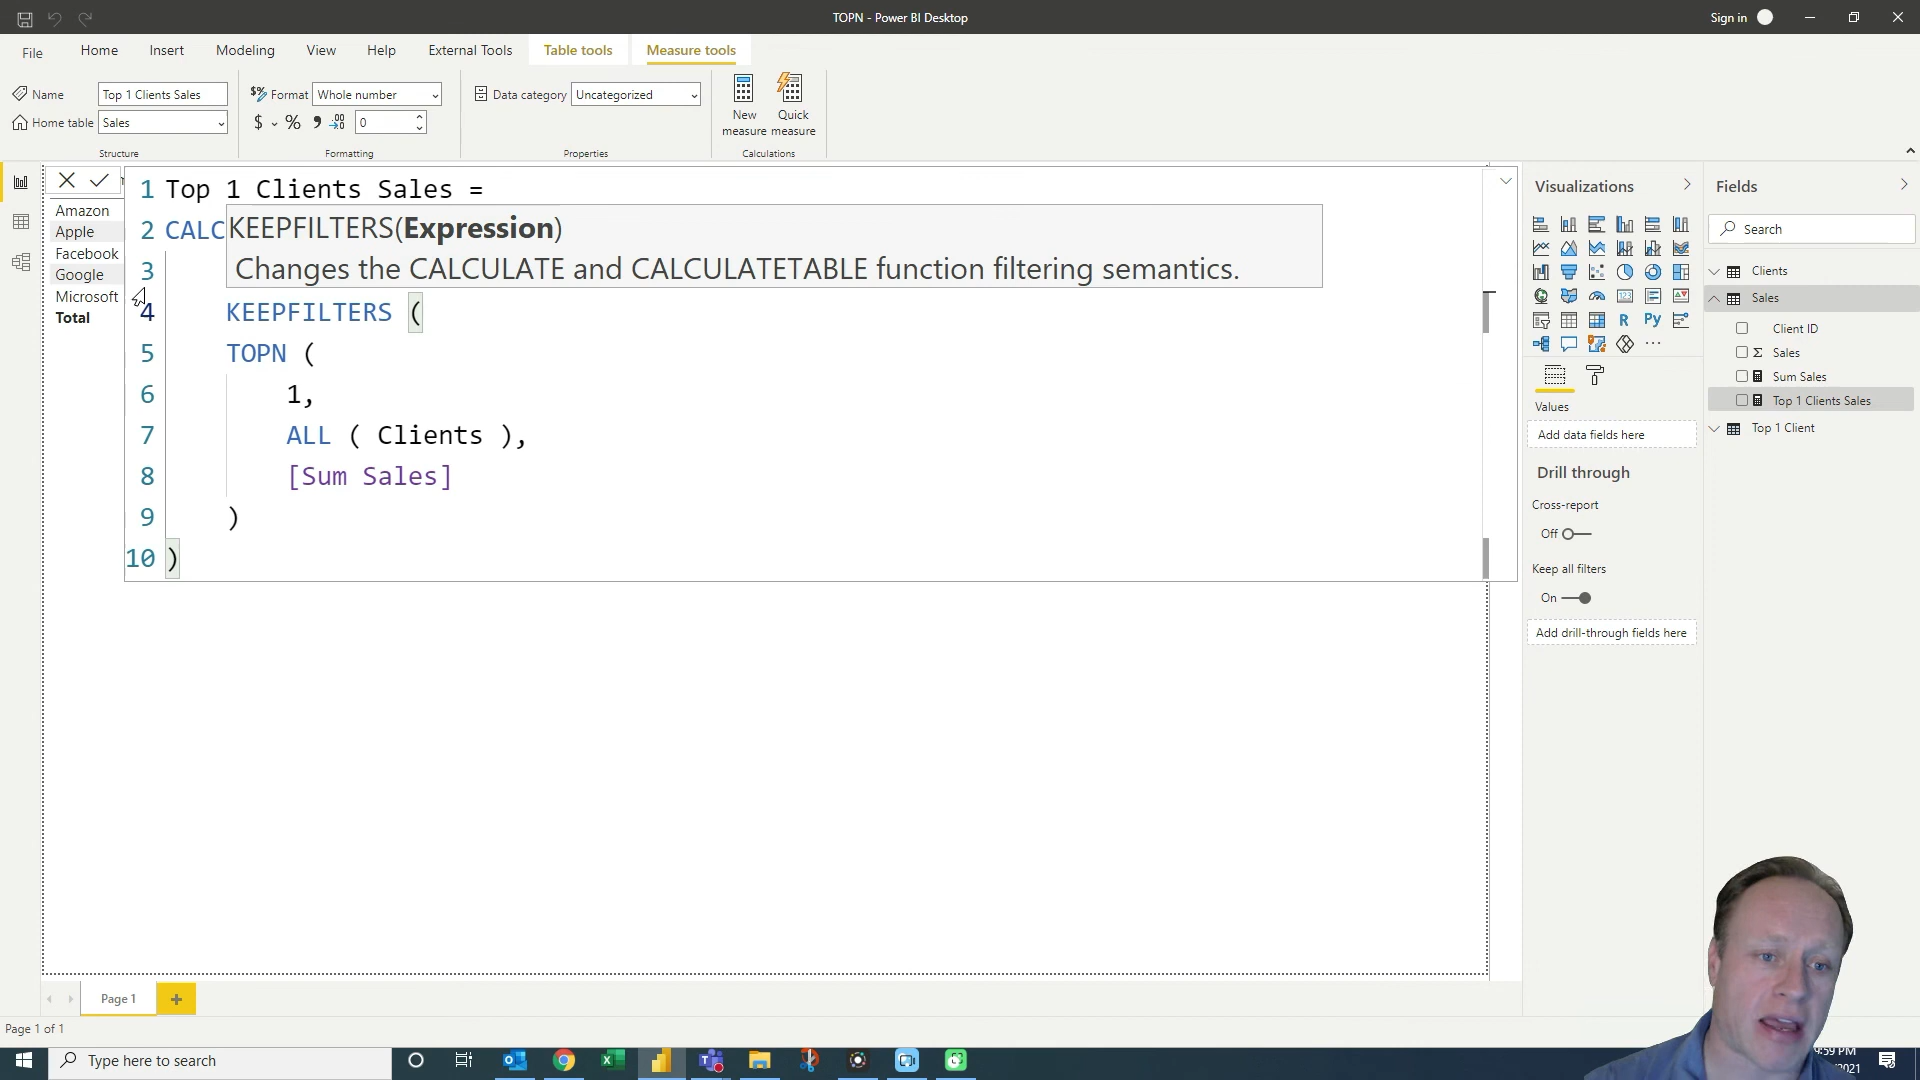 TOPN - Power BI Desktop
Sign in
File
Home
Insert
Modeling
View
Help
External Tools
Table tools
Measure tools
Name
Top 1 Clients Sales
Home table
Sales
Structure
Format
Whole number
$
%
0
Formatting
Data category
Uncategorized
Properties
New
measure
Quick
measure
Calculations
Amazon
Apple
Facebook
Google
Microsoft
Total
1 Top 1 Clients Sales =
2 CALC
KEEPFILTERS(Expression)
Changes the CALCULATE and CALCULATETABLE function filtering semantics.
3
4 KEEPFILTERS (
5 TOPN (
6 1,
7 ALL ( Clients ),
8 [Sum Sales]
9 )
10 )
Visualizations
R
Py
Values
Add data fields here
Drill through
Cross-report
Off
Keep all filters
On
Add drill-through fields here
Fields
Search
Clients
Sales
Client ID
Sales
Sum Sales
Top 1 Clients Sales
Top 1 Client
Page 1
Page 1 of 1
Type here to search